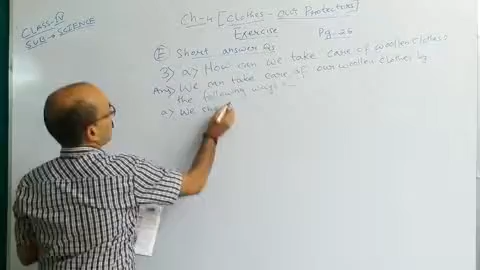 CLASS-IV
SUB → SCIENCE
Ch-4 [Clothes - Our Protectors]
Exercise Pg-26
(E) Short answer Qs
3) a) How can we take care of woollen clothes
Ans) We can take care of our woollen clothes by
the following ways :-
a) We